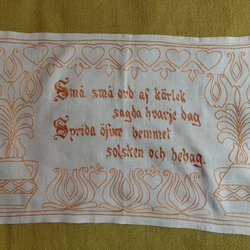 Små små ord af kärlek
sagda hvarje dag
Sprida öfver hemmet
solsken och behag.